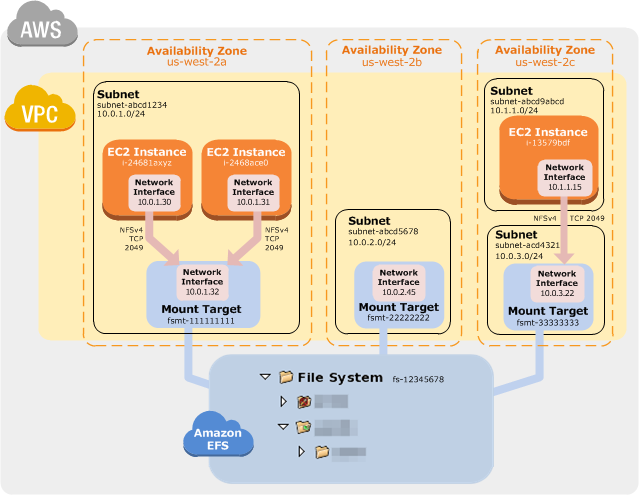 AWS
VPC
Availability Zone
us-west-2a
Subnet
subnet-abcd1234
10.0.1.0/24
EC2 Instance
i-24681axyz
Network
Interface
10.0.1.30
EC2 Instance
i-2468ace0
Network
Interface
10.0.1.31
NFSv4
TCP
2049
NFSv4
TCP
2049
Network
Interface
10.0.1.32
Mount Target
fsmt-111111111
Availability Zone
us-west-2b
Subnet
subnet-abcd5678
10.0.2.0/24
Network
Interface
10.0.2.45
Mount Target
fsmt-22222222
Availability Zone
us-west-2c
Subnet
subnet-abcd9abcd
10.1.1.0/24
EC2 Instance
i-13579bdf
Network
Interface
10.1.1.15
NFSv4 TCP 2049
Subnet
subnet-acd4321
10.0.3.0/24
Network
Interface
10.0.3.22
Mount Target
fsmt-33333333
File System fs-12345678
Amazon
EFS